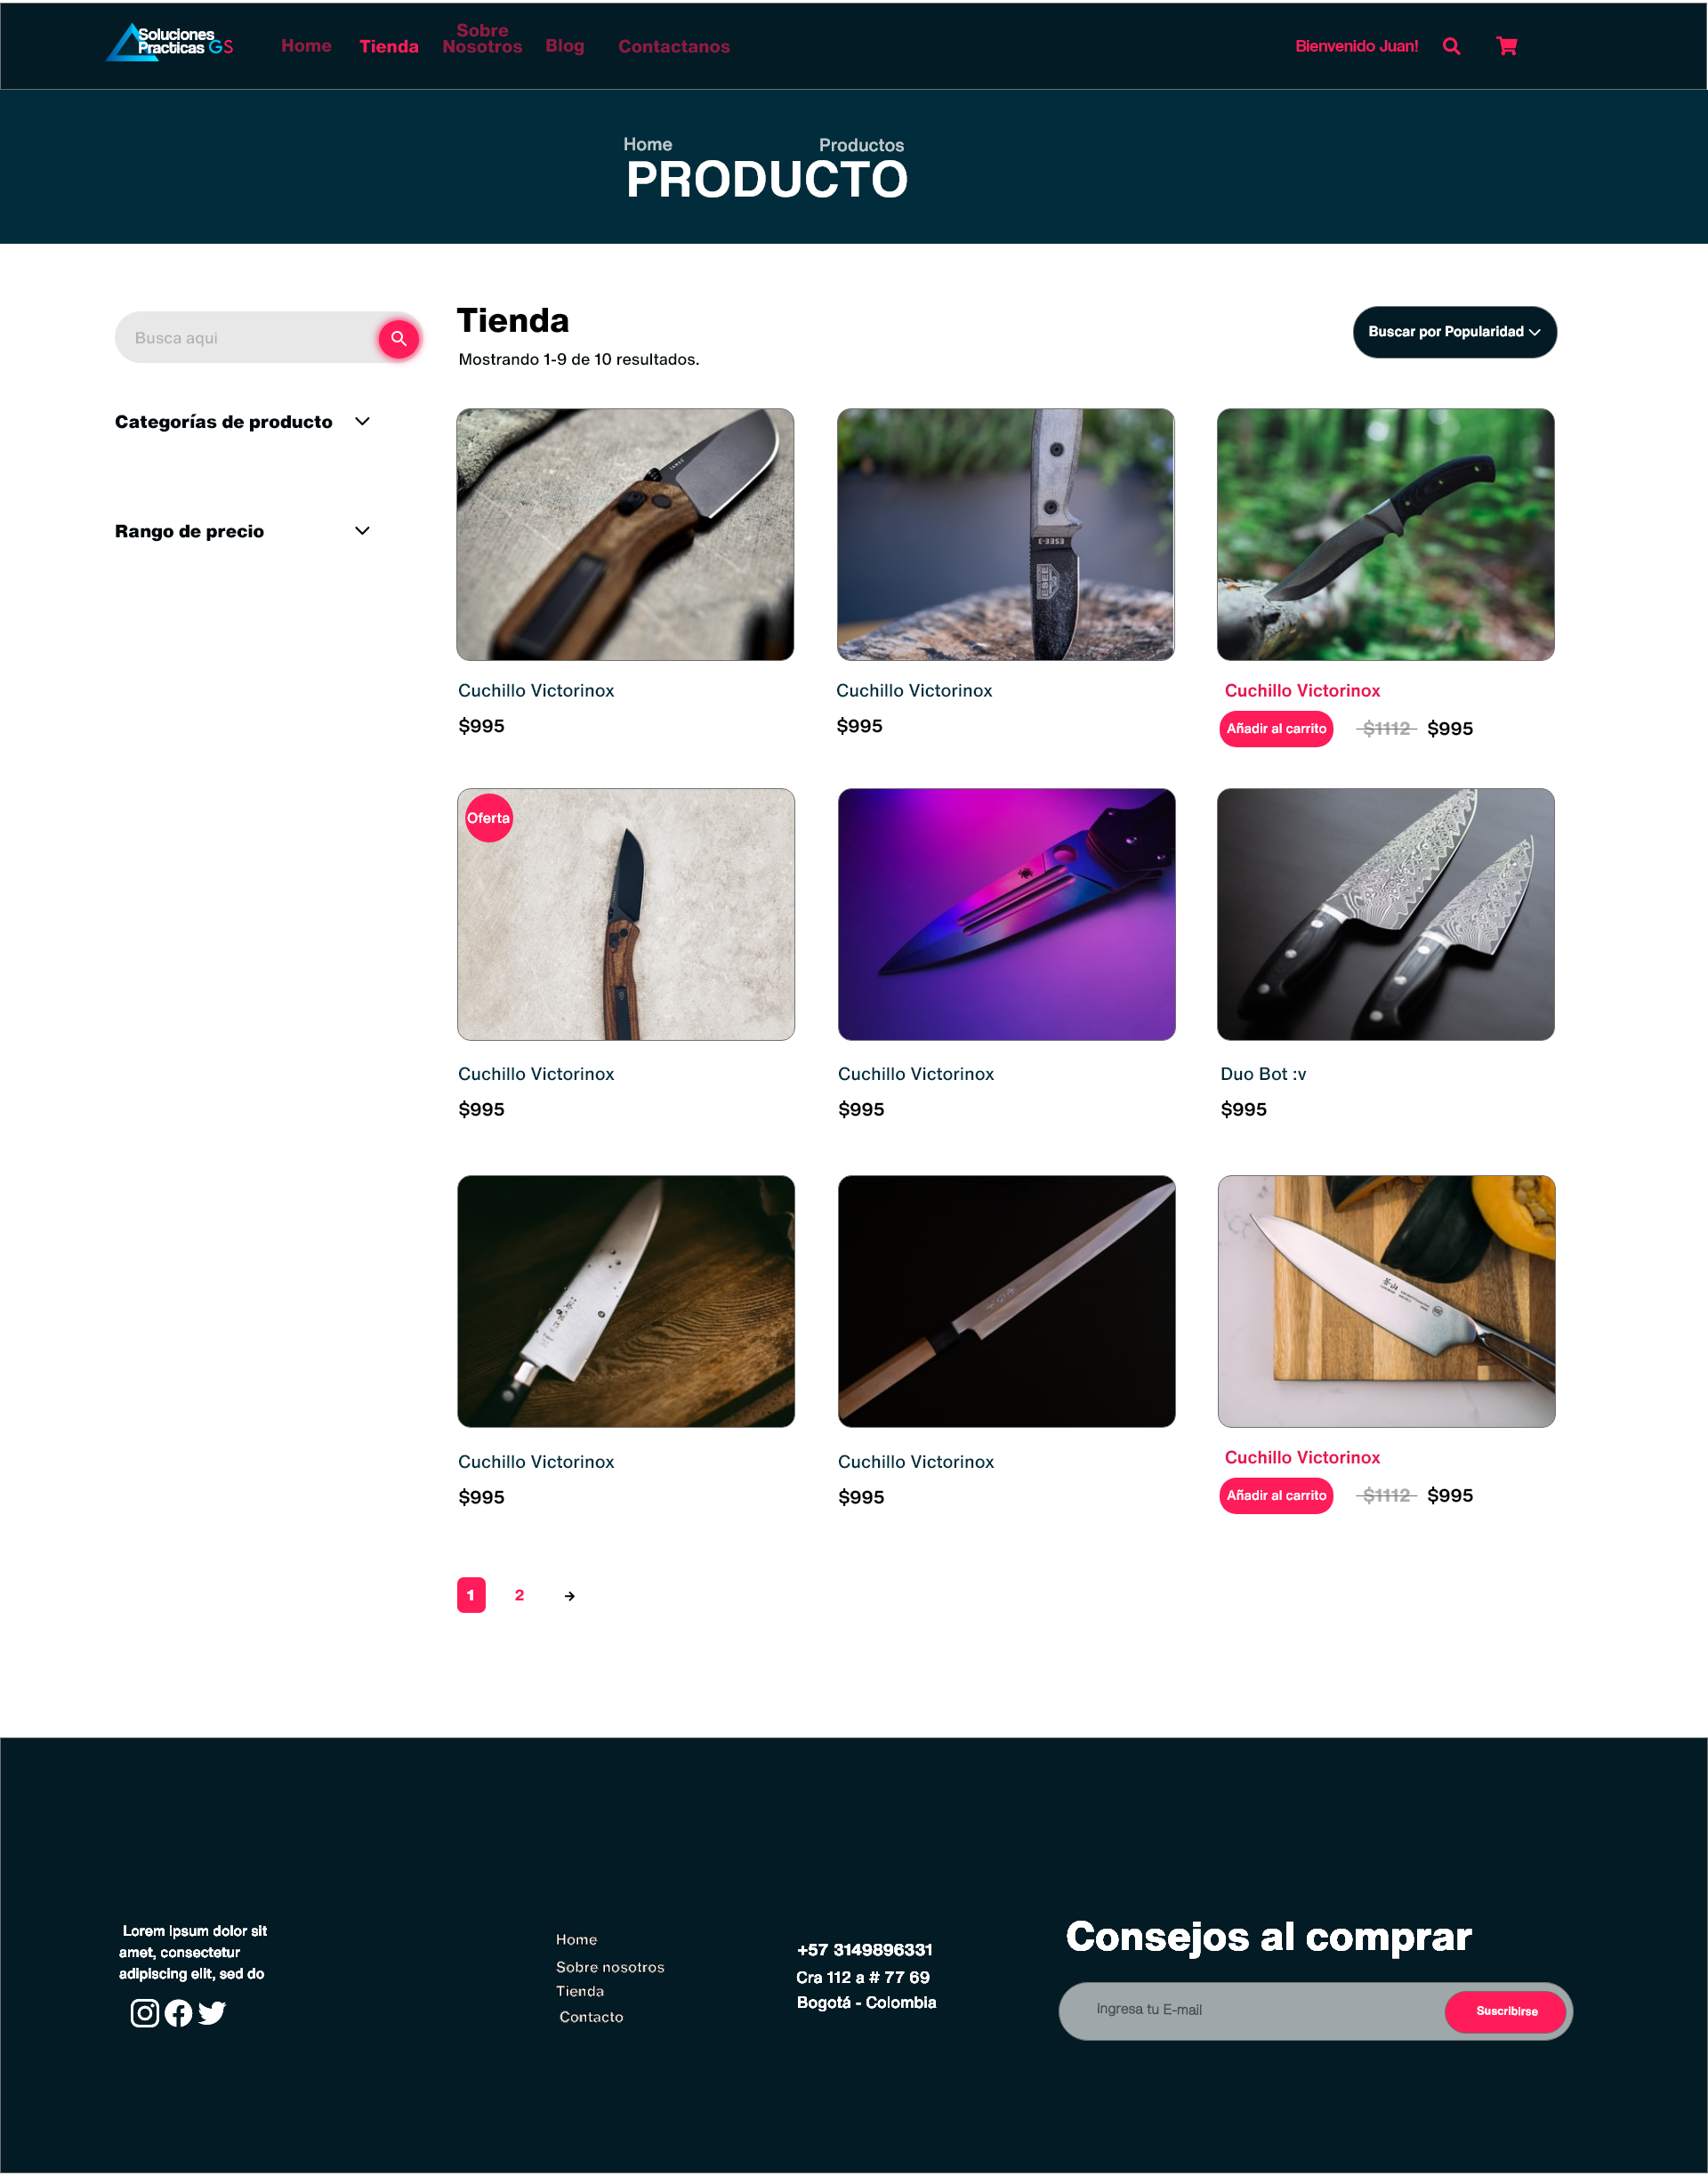 Soluciones
Practicas GS
Home
Tienda
Sobre
Nosotros
Blog
Contactanos
Bienvenido Juan!
Home
Productos
PRODUCTO
Busca aqui
Categorías de producto
Rango de precio
Tienda
Mostrando 1-9 de 10 resultados.
Buscar por Popularidad
ESEE-3
ESEE
Cuchillo Victorinox
$995
Cuchillo Victorinox
$995
Cuchillo Victorinox
Añadir al carrito
$1112
$995
Oferta
Cuchillo Victorinox
$995
Cuchillo Victorinox
$995
Duo Bot :v
$995
Cuchillo Victorinox
$995
Cuchillo Victorinox
$995
Cuchillo Victorinox
Añadir al carrito
$1112
$995
1
2
Lorem ipsum dolor sit
amet, consectetur
adipiscing elit, sed do
Home
Sobre nosotros
Tienda
Contacto
+57 3149896331
Cra 112 a # 77 69
Bogotá - Colombia
Consejos al comprar
Ingresa tu E-mail
Suscribirse